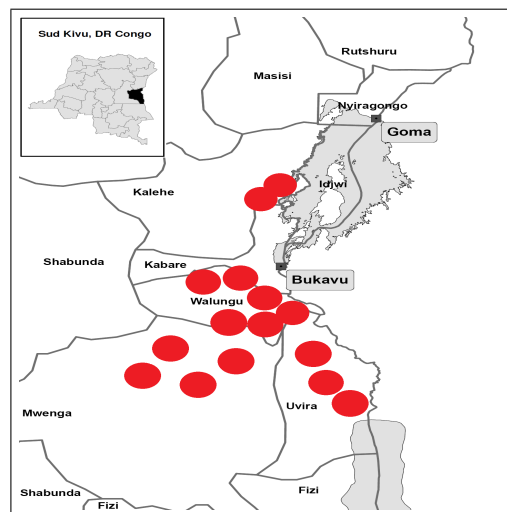 Sud Kivu, DR Congo
Rutshuru
Masisi
Nyiragongo
Goma
Idjwi
Kalehe
Shabunda
Kabare
Bukavu
Walungu
Mwenga
Uvira
Shabunda
Fizi
Fizi